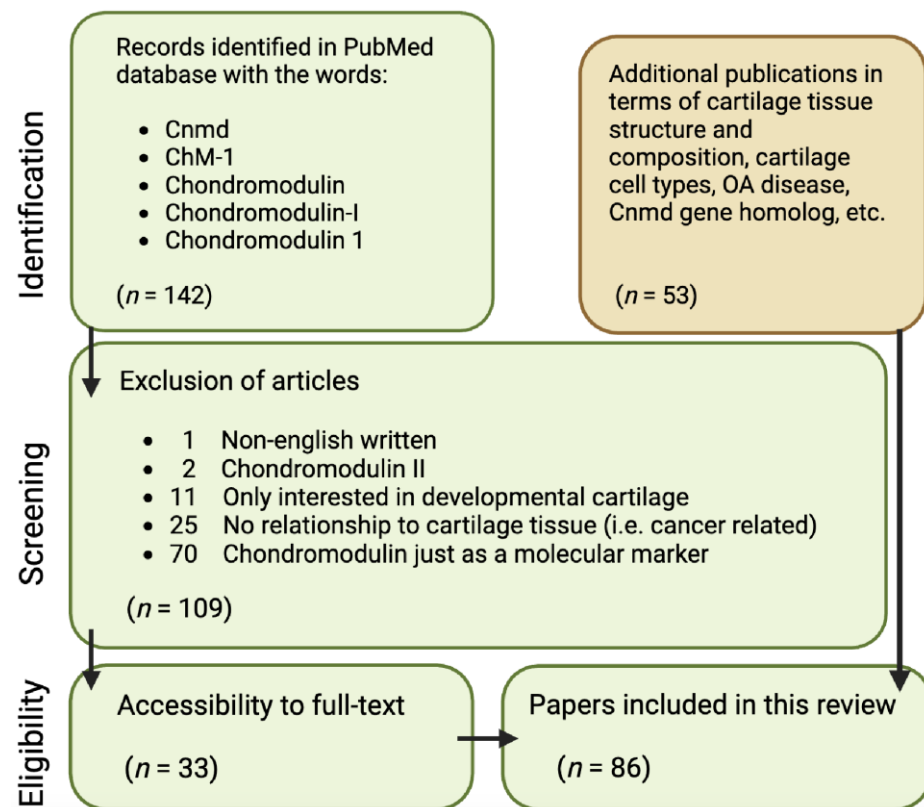 Identification
Records identified in PubMed
database with the words:
• Cnmd
• ChM-1
• Chondromodulin
• Chondromodulin-I
• Chondromodulin 1
(n = 142)
Additional publications in
terms of cartilage tissue
structure and
composition, cartilage
cell types, OA disease,
Cnmd gene homolog, etc.
(n = 53)
Screening
Exclusion of articles
• 1 Non-english written
• 2 Chondromodulin II
• 11 Only interested in developmental cartilage
• 25 No relationship to cartilage tissue (i.e. cancer related)
• 70 Chondromodulin just as a molecular marker
(n = 109)
Eligibility
Accessibility to full-text
(n = 33)
Papers included in this review
(n = 86)